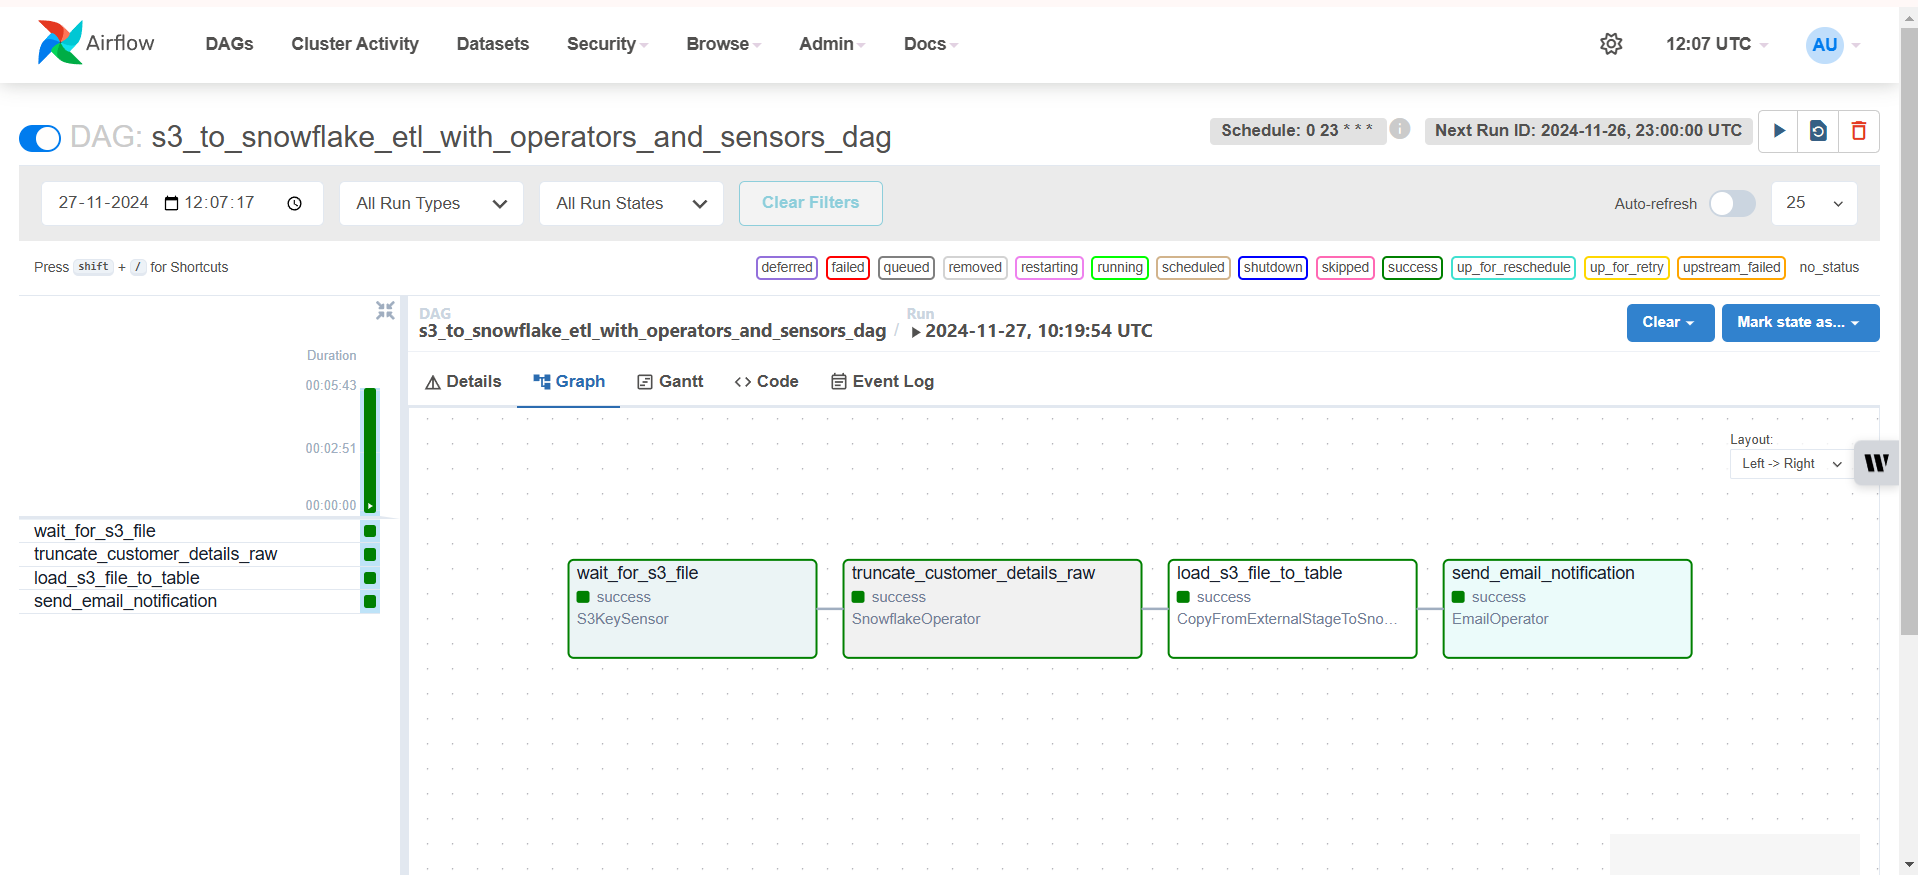 Airflow DAGs Cluster Activity Datasets Security Browse Admin Docs 12:07 UTC AU
DAG: s3_to_snowflake_etl_with_operators_and_sensors_dag
Schedule: 0 23 * * * i Next Run ID: 2024-11-26, 23:00:00 UTC
27-11-2024 12:07:17 All Run Types All Run States Clear Filters Auto-refresh 25
Press shift + / for Shortcuts
deferred failed queued removed restarting running scheduled shutdown skipped success up_for_reschedule up_for_retry upstream_failed no_status
Duration
00:05:43
00:02:51
00:00:00
wait_for_s3_file
truncate_customer_details_raw
load_s3_file_to_table
send_email_notification
DAG
s3_to_snowflake_etl_with_operators_and_sensors_dag /
Run
2024-11-27, 10:19:54 UTC
Clear Mark state as...
Details Graph Gantt Code Event Log
Layout:
Left -> Right
W
wait_for_s3_file
success
S3KeySensor
truncate_customer_details_raw
success
SnowflakeOperator
load_s3_file_to_table
success
CopyFromExternalStageToSno...
send_email_notification
success
EmailOperator